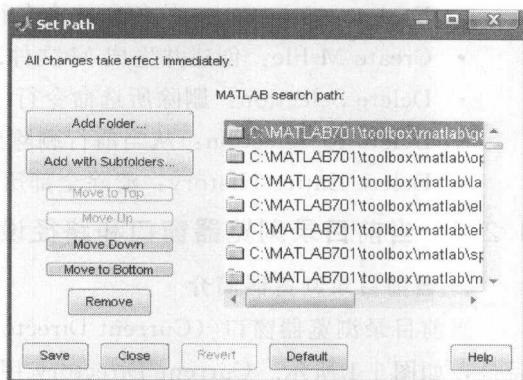 Set Path
All changes take effect immediately.
MATLAB search path:
Add Folder...
Add with Subfolders...
Move to Top
Move Up
Move Down
Move to Bottom
Remove
C:\MATLAB701\toolbox\matlab\ge
C:\MATLAB701\toolbox\matlab\op
C:\MATLAB701\toolbox\matlab\la
C:\MATLAB701\toolbox\matlab\el
C:\MATLAB701\toolbox\matlab\el
C:\MATLAB701\toolbox\matlab\sp
C:\MATLAB701\toolbox\matlab\m
Save
Close
Revert
Default
Help